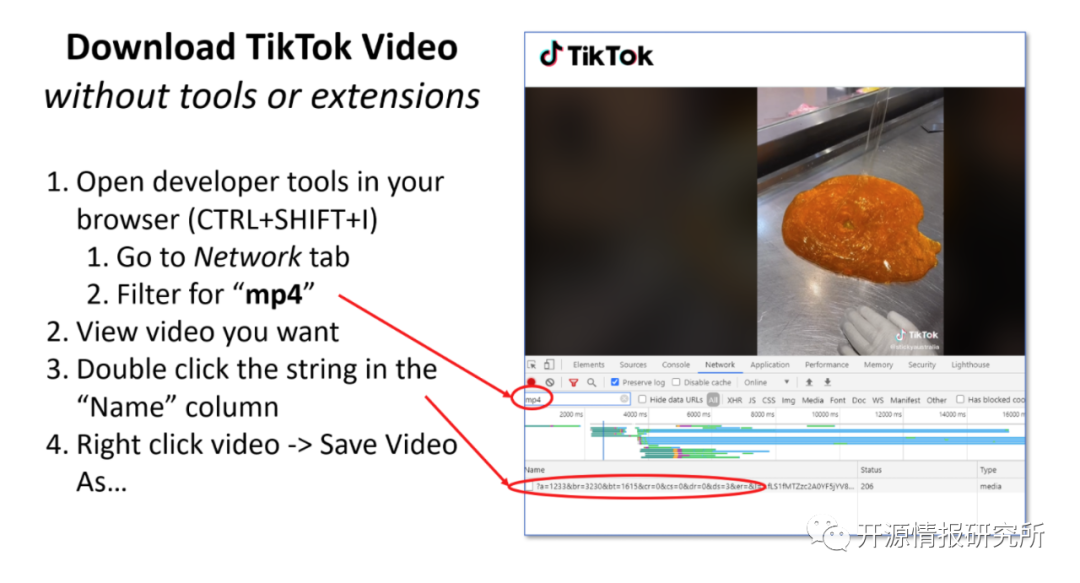 Download TikTok Video
without tools or extensions
1. Open developer tools in your
browser (CTRL+SHIFT+I)
1. Go to Network tab
2. Filter for “mp4”
2. View video you want
3. Double click the string in the
“Name” column
4. Right click video -> Save Video
As...
TikTok
TikTok
Elements Sources Console Network Application Performance Memory Security Lighthouse
Preserve log Disable cache Online
mp4 Hide data URLs All XHR JS CSS Img Media Font Doc WS Manifest Other Has blocked coo
2000 ms 4000 ms 6000 ms 8000 ms 10000 ms 12000 ms 14000 ms 16000 m
Name Status Type
?a=1233&br=3230&bt=1615&cr=0&cs=0&dr=0&ds=3&er=& 206 media
开源情报研究所